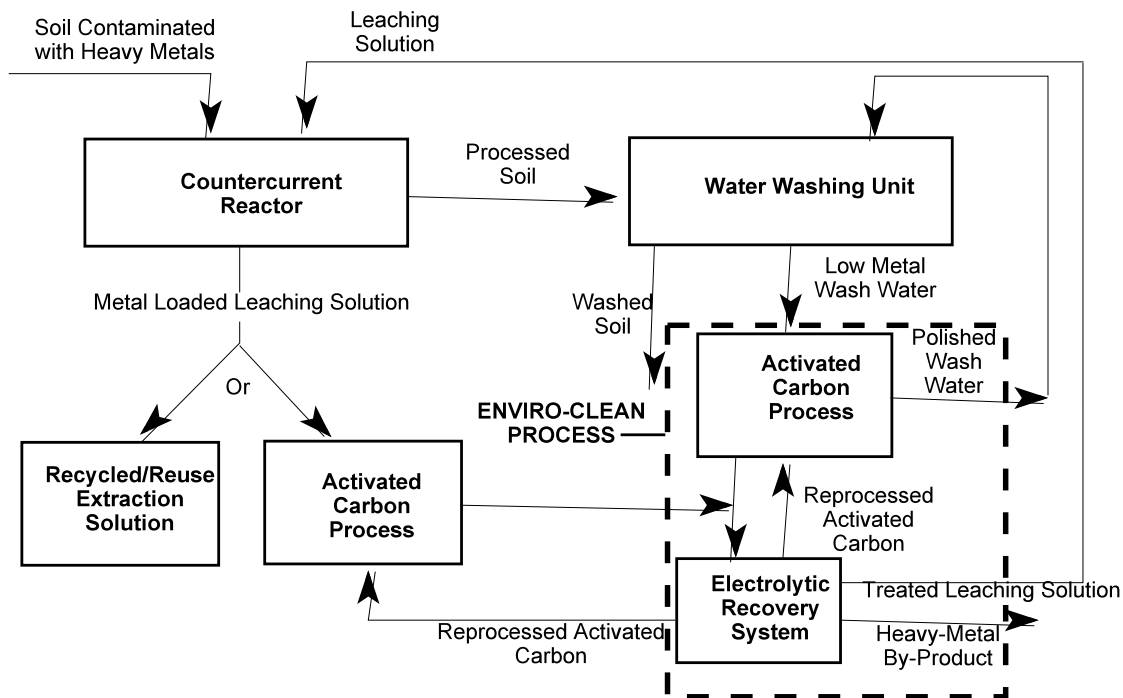 Soil Contaminated
with Heavy Metals
Leaching
Solution
Countercurrent
Reactor
Processed
Soil
Water Washing Unit
Metal Loaded Leaching Solution
Washed
Soil
Low Metal
Wash Water
Or
ENVIRO-CLEAN
PROCESS
Activated
Carbon
Process
Polished
Wash
Water
Recycled/Reuse
Extraction
Solution
Activated
Carbon
Process
Reprocessed
Activated
Carbon
Electrolytic
Recovery
System
Treated Leaching Solution
Reprocessed Activated
Carbon
Heavy-Metal
By-Product